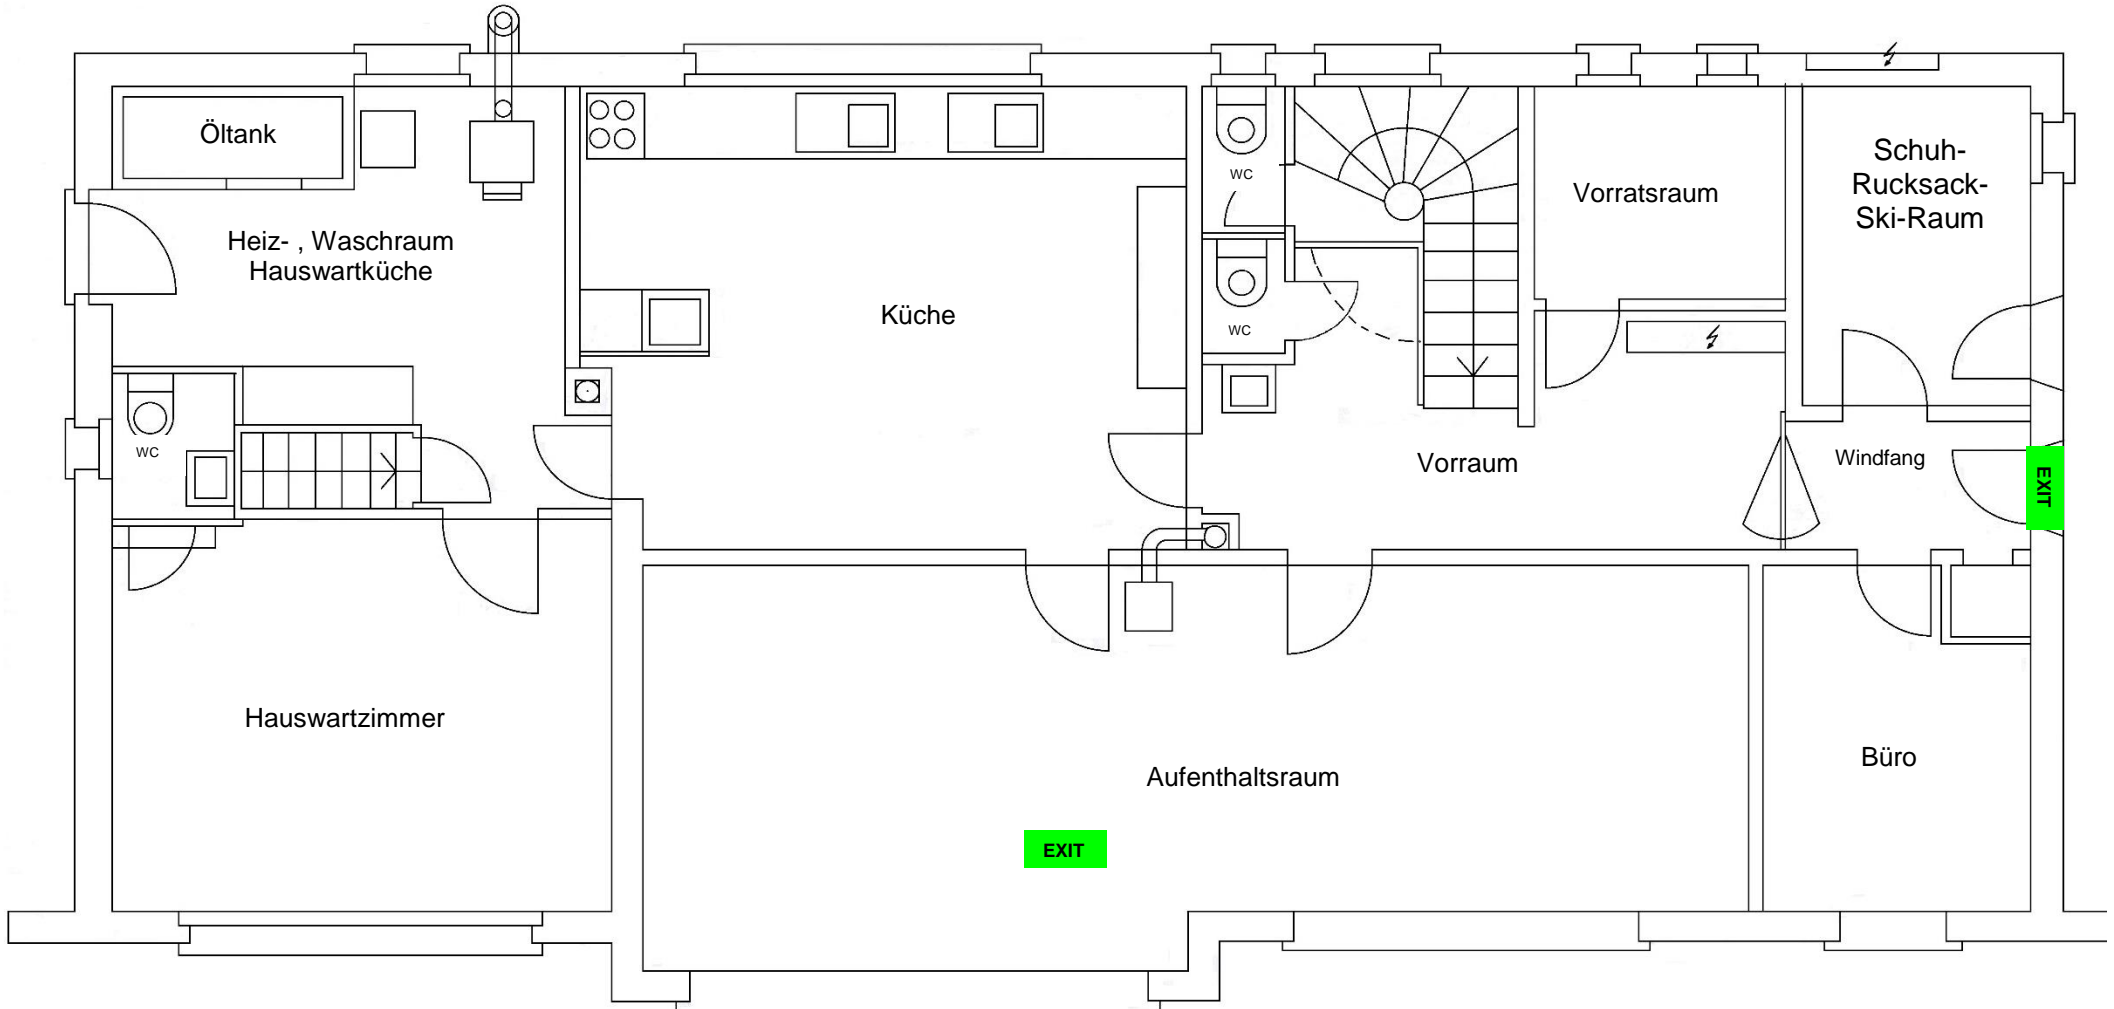 Öltank
Heiz- , Waschraum
Hauswartküche
WC
Küche
WC
WC
Vorratsraum
Schuh-
Rucksack-
Ski-Raum
Vorraum
Windfang
EXIT
Hauswartzimmer
Aufenthaltsraum
EXIT
Büro